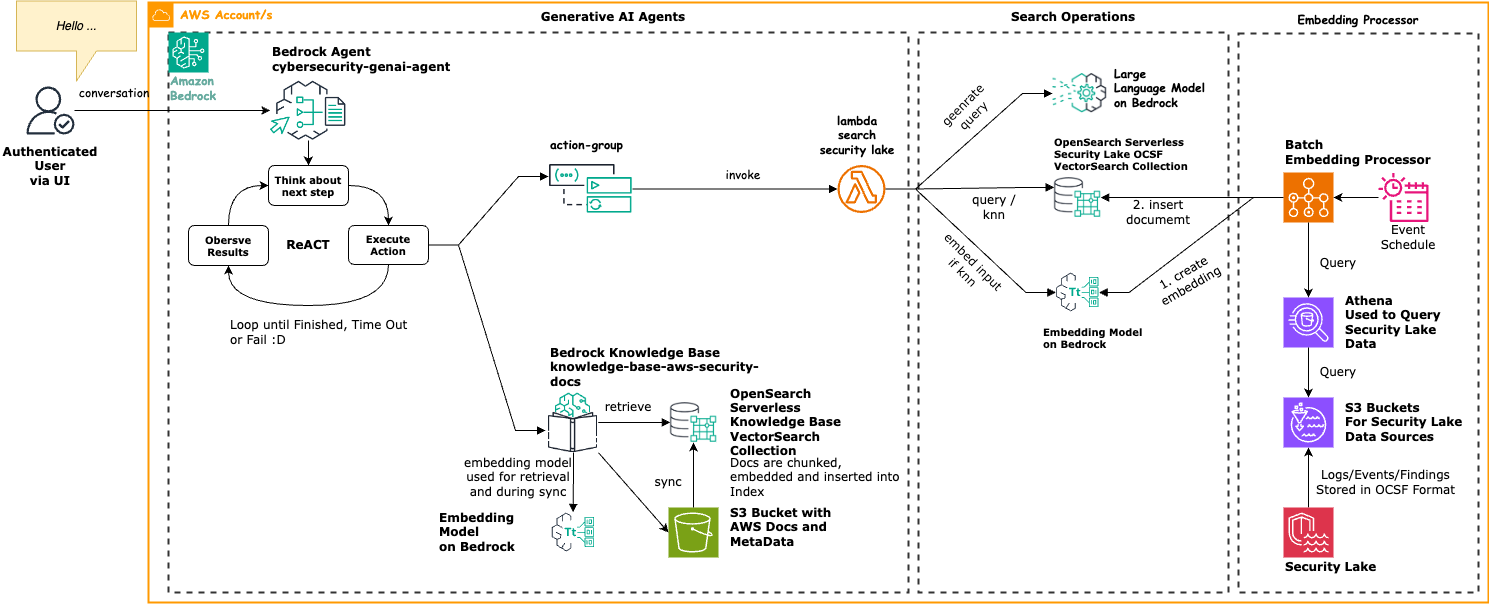 Hello ...
AWS Account/s
Generative AI Agents
Search Operations
Embedding Processor
Amazon
Bedrock
Bedrock Agent
cybersecurity-genai-agent
conversation
Authenticated
User
via UI
Think about
next step
Obersve
Results
ReACT
Execute
Action
Loop until Finished, Time Out
or Fail :D
action-group
invoke
lambda
search
security lake
Bedrock Knowledge Base
knowledge-base-aws-security-
docs
retrieve
OpenSearch
Serverless
Knowledge Base
VectorSearch
Collection
Docs are chunked,
embedded and inserted into
Index
embedding model
used for retrieval
and during sync
sync
Embedding
Model
on Bedrock
Tt
S3 Bucket with
AWS Docs and
MetaData
geenrate
query
Large
Language Model
on Bedrock
OpenSearch Serverless
Security Lake OCSF
VectorSearch Collection
query /
knn
2. insert
documemt
embed input
if knn
1. create
embedding
Tt
Embedding Model
on Bedrock
Batch
Embedding Processor
Event
Schedule
Query
Athena
Used to Query
Security Lake
Data
Query
S3 Buckets
For Security Lake
Data Sources
Logs/Events/Findings
Stored in OCSF Format
Security Lake